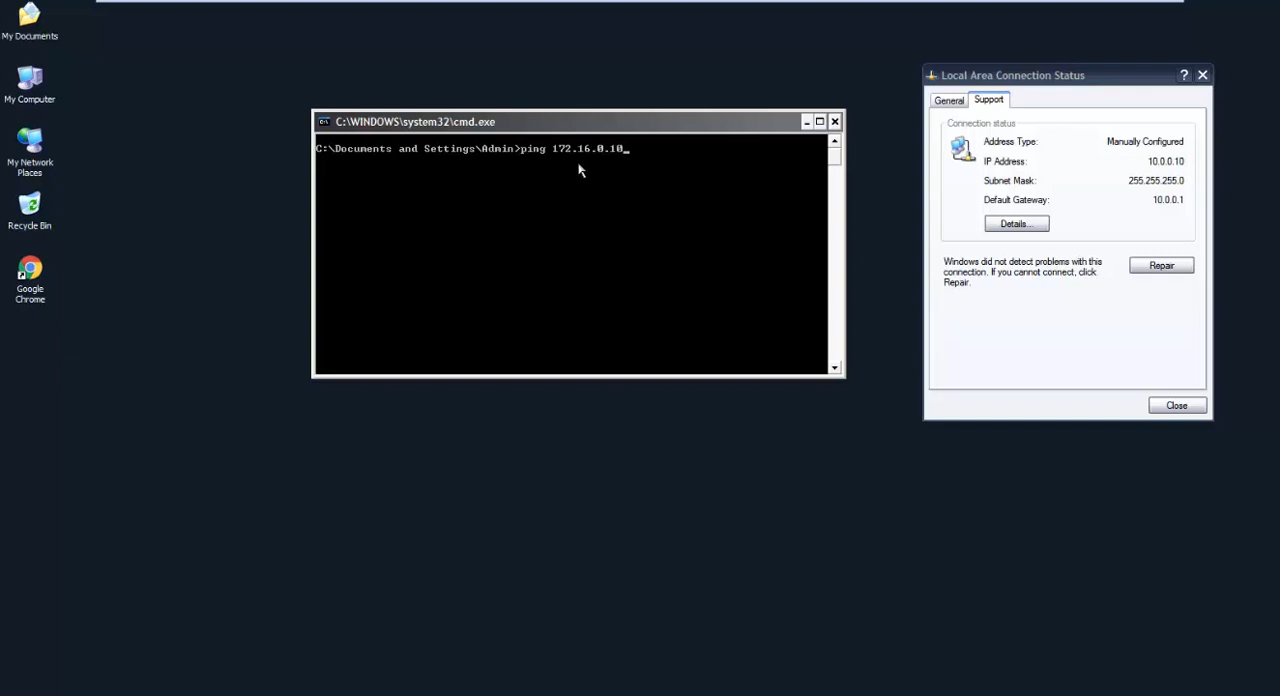 My Documents
My Computer
My Network
Places
Recycle Bin
Google
Chrome
C:\WINDOWS\system32\cmd.exe
C:\Documents and Settings\Admin>ping 172.16.0.10_
Local Area Connection Status
General
Support
Connection status
Address Type: Manually Configured
IP Address: 10.0.0.10
Subnet Mask: 255.255.255.0
Default Gateway: 10.0.0.1
Details...
Windows did not detect problems with this
connection. If you cannot connect, click
Repair.
Repair
Close